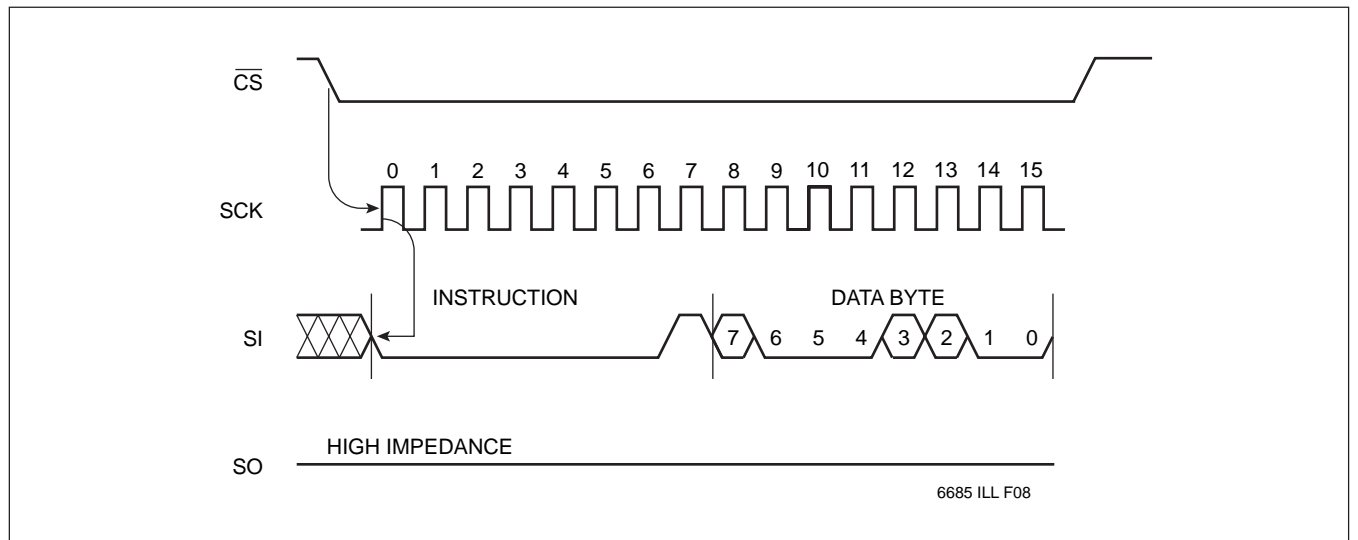 CS
0 1 2 3 4 5 6 7 8 9 10 11 12 13 14 15
SCK
INSTRUCTION DATA BYTE
SI 7 6 5 4 3 2 1 0
HIGH IMPEDANCE
SO
6685 ILL F08